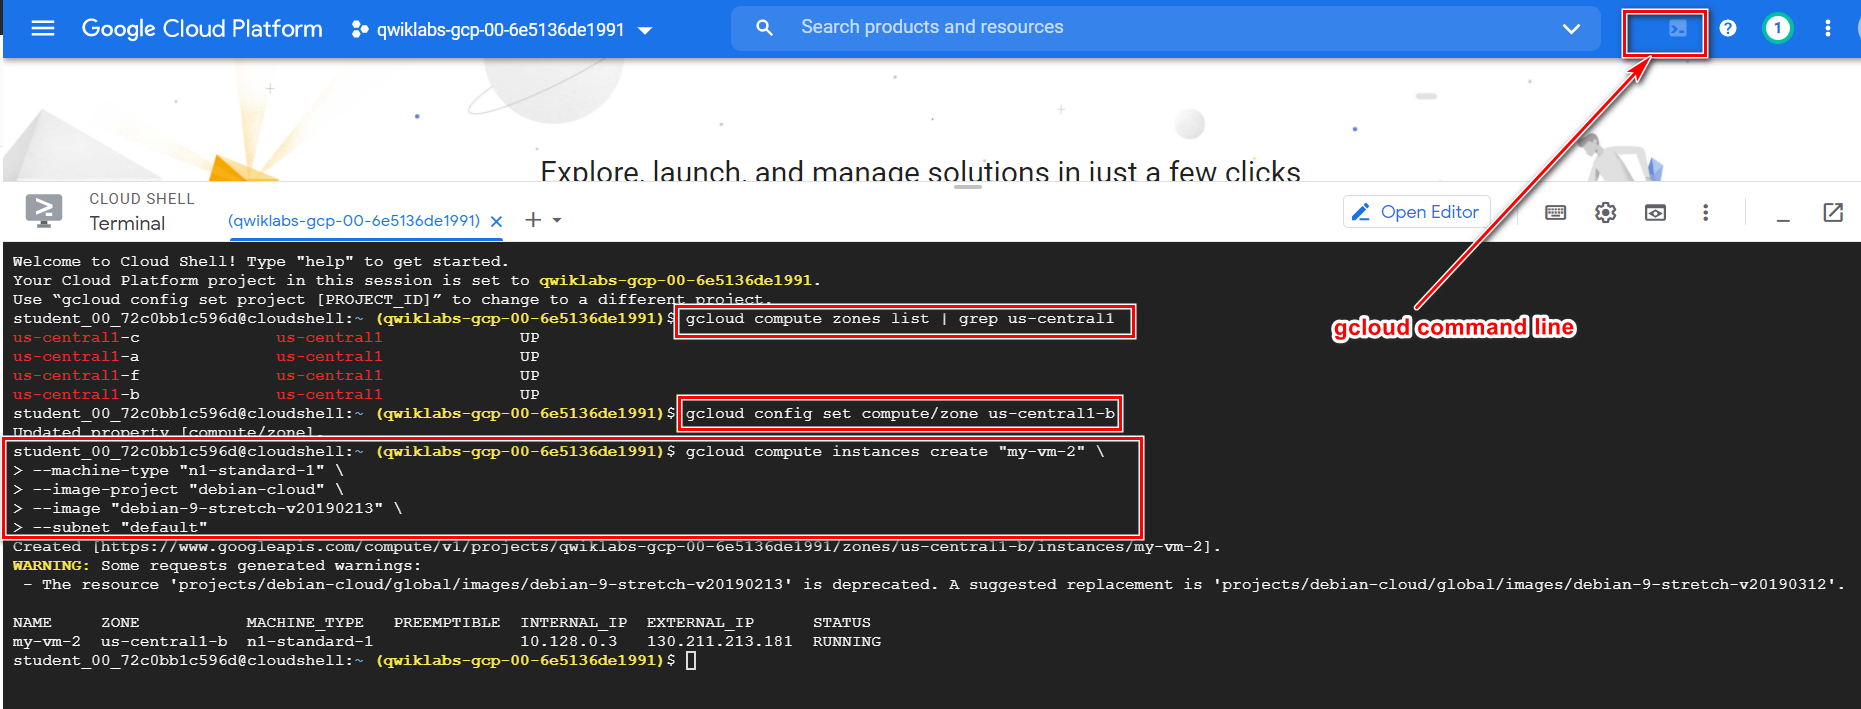 Google Cloud Platform
qwiklabs-gcp-00-6e5136de1991
Search products and resources
1
Explore, launch, and manage solutions in just a few clicks
CLOUD SHELL
Terminal
(qwiklabs-gcp-00-6e5136de1991)
Open Editor
Welcome to Cloud Shell! Type "help" to get started.
Your Cloud Platform project in this session is set to qwiklabs-gcp-00-6e5136de1991.
Use “gcloud config set project [PROJECT_ID]” to change to a different project.
student_00_72c0bb1c596d@cloudshell:~ (qwiklabs-gcp-00-6e5136de1991)$ gcloud compute zones list | grep us-central1
us-central1-c us-central1 UP
us-central1-a us-central1 UP
us-central1-f us-central1 UP
us-central1-b us-central1 UP
gcloud command line
student_00_72c0bb1c596d@cloudshell:~ (qwiklabs-gcp-00-6e5136de1991)$ gcloud config set compute/zone us-central1-b
Updated property [compute/zone].
student_00_72c0bb1c596d@cloudshell:~ (qwiklabs-gcp-00-6e5136de1991)$ gcloud compute instances create "my-vm-2" \
> --machine-type "n1-standard-1" \
> --image-project "debian-cloud" \
> --image "debian-9-stretch-v20190213" \
> --subnet "default"
Created [https://www.googleapis.com/compute/v1/projects/qwiklabs-gcp-00-6e5136de1991/zones/us-central1-b/instances/my-vm-2].
WARNING: Some requests generated warnings:
- The resource 'projects/debian-cloud/global/images/debian-9-stretch-v20190213' is deprecated. A suggested replacement is 'projects/debian-cloud/global/images/debian-9-stretch-v20190312'.
NAME ZONE MACHINE_TYPE PREEMPTIBLE INTERNAL_IP EXTERNAL_IP STATUS
my-vm-2 us-central1-b n1-standard-1 10.128.0.3 130.211.213.181 RUNNING
student_00_72c0bb1c596d@cloudshell:~ (qwiklabs-gcp-00-6e5136de1991)$